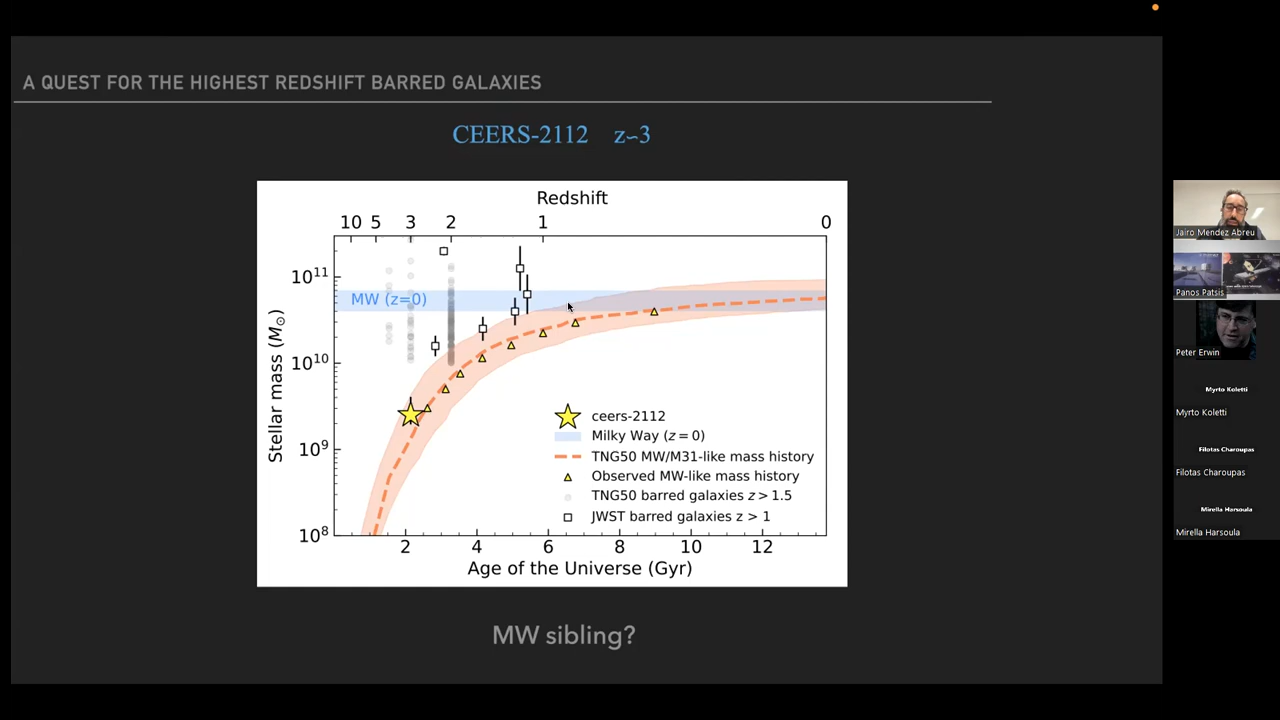 A QUEST FOR THE HIGHEST REDSHIFT BARRED GALAXIES
CEERS-2112 z~3
Redshift
10 5 3 2 1 0
10¹¹
MW (z=0)
10¹⁰
10⁹
10⁸
Stellar mass (M⊙)
ceers-2112
Milky Way (z = 0)
TNG50 MW/M31-like mass history
Observed MW-like mass history
TNG50 barred galaxies z > 1.5
JWST barred galaxies z > 1
2 4 6 8 10 12
Age of the Universe (Gyr)
MW sibling?
Jairo Mendez Abreu
Panos Patsis
Peter Erwin
Myrto Koletti
Myrto Koletti
Filotas Charoupas
Filotas Charoupas
Mirella Harsoula
Mirella Harsoula